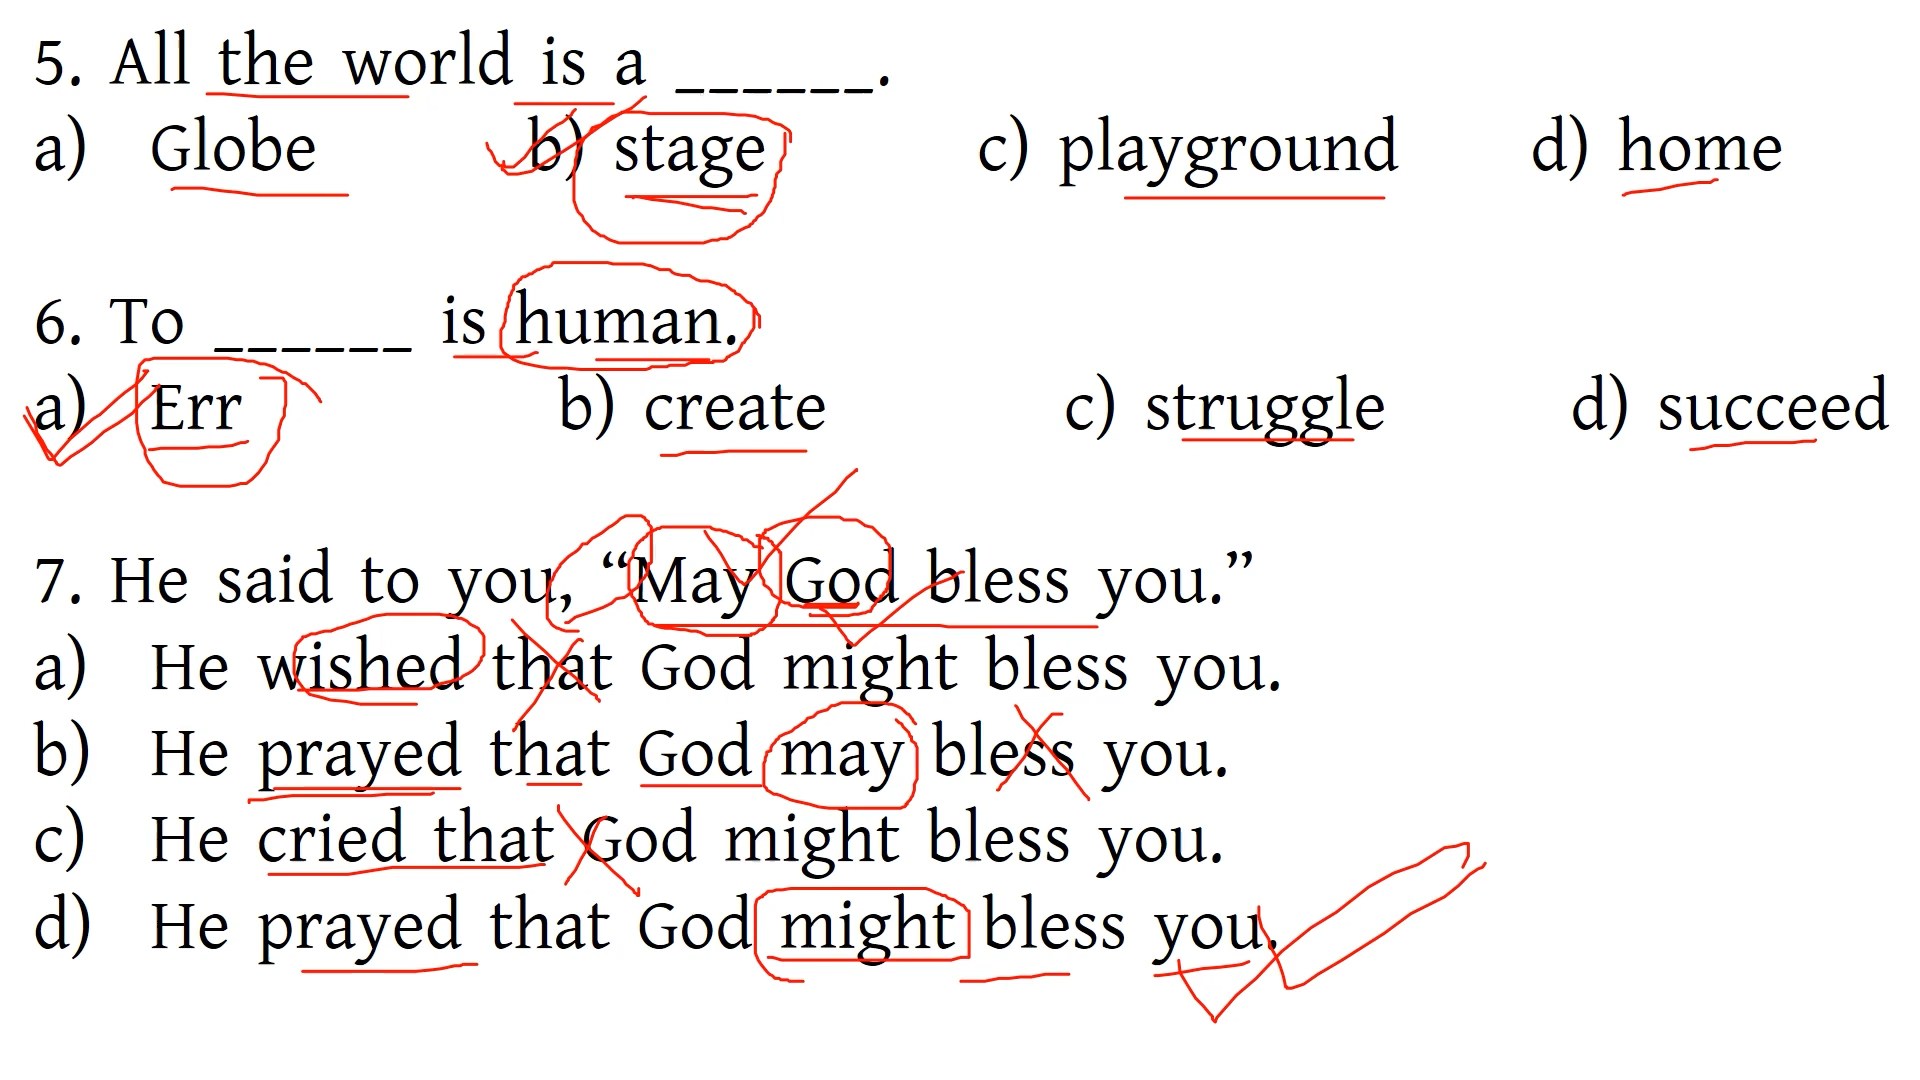 5. All the world is a ______.
a) Globe b) stage c) playground d) home
6. To ______ is human.
a) Err b) create c) struggle d) succeed
7. He said to you, “May God bless you.”
a) He wished that God might bless you.
b) He prayed that God may bless you.
c) He cried that God might bless you.
d) He prayed that God might bless you.